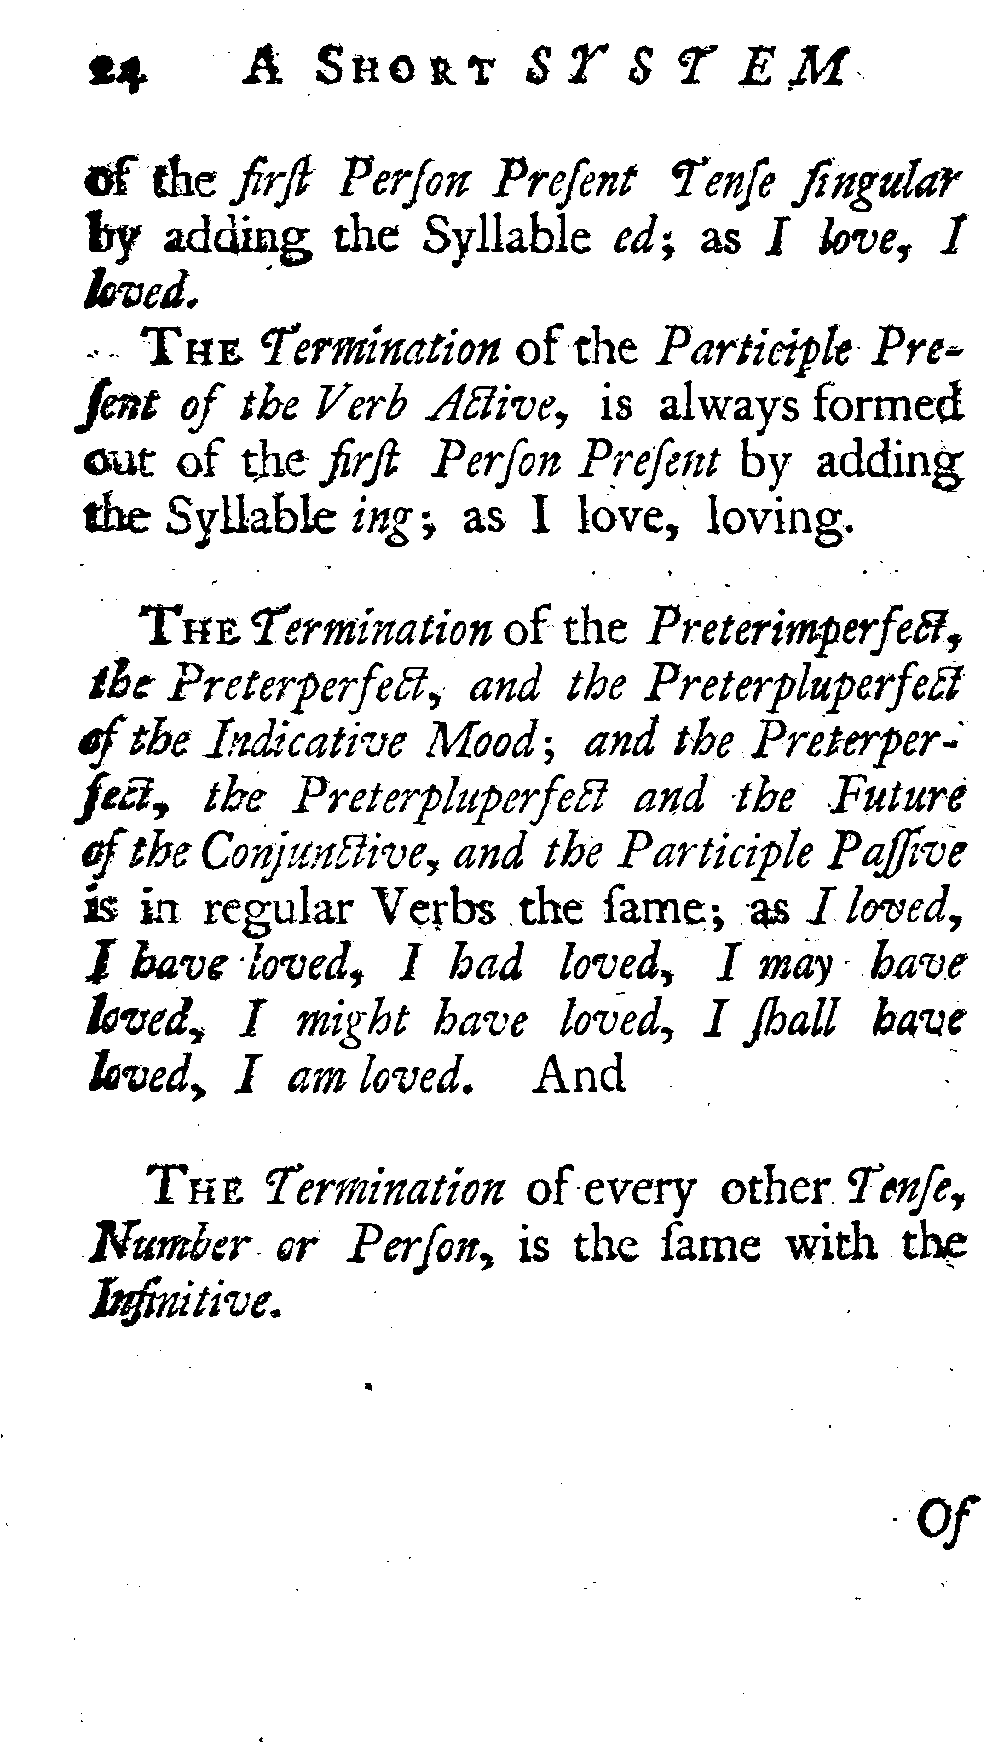 24 A SHORT SYSTEM
of the firſt Perſon Preſent Tenſe ſingular
by adding the Syllable ed; as I love, I
loved.
THE Termination of the Participle Pre-
ſent of the Verb Active, is always formed
out of the firſt Perſon Preſent by adding
the Syllable ing; as I love, loving.
THE Termination of the Preterimperfect,
the Preterperfect, and the Preterpluperfect
of the Indicative Mood; and the Preterper-
fect, the Preterpluperfect and the Future
of the Conjunctive, and the Participle Paſſive
is in regular Verbs the ſame; as I loved,
I have loved, I had loved, I may have
loved, I might have loved, I ſhall have
loved, I am loved. And
THE Termination of every other Tenſe,
Number or Perſon, is the ſame with the
Infinitive.
Of